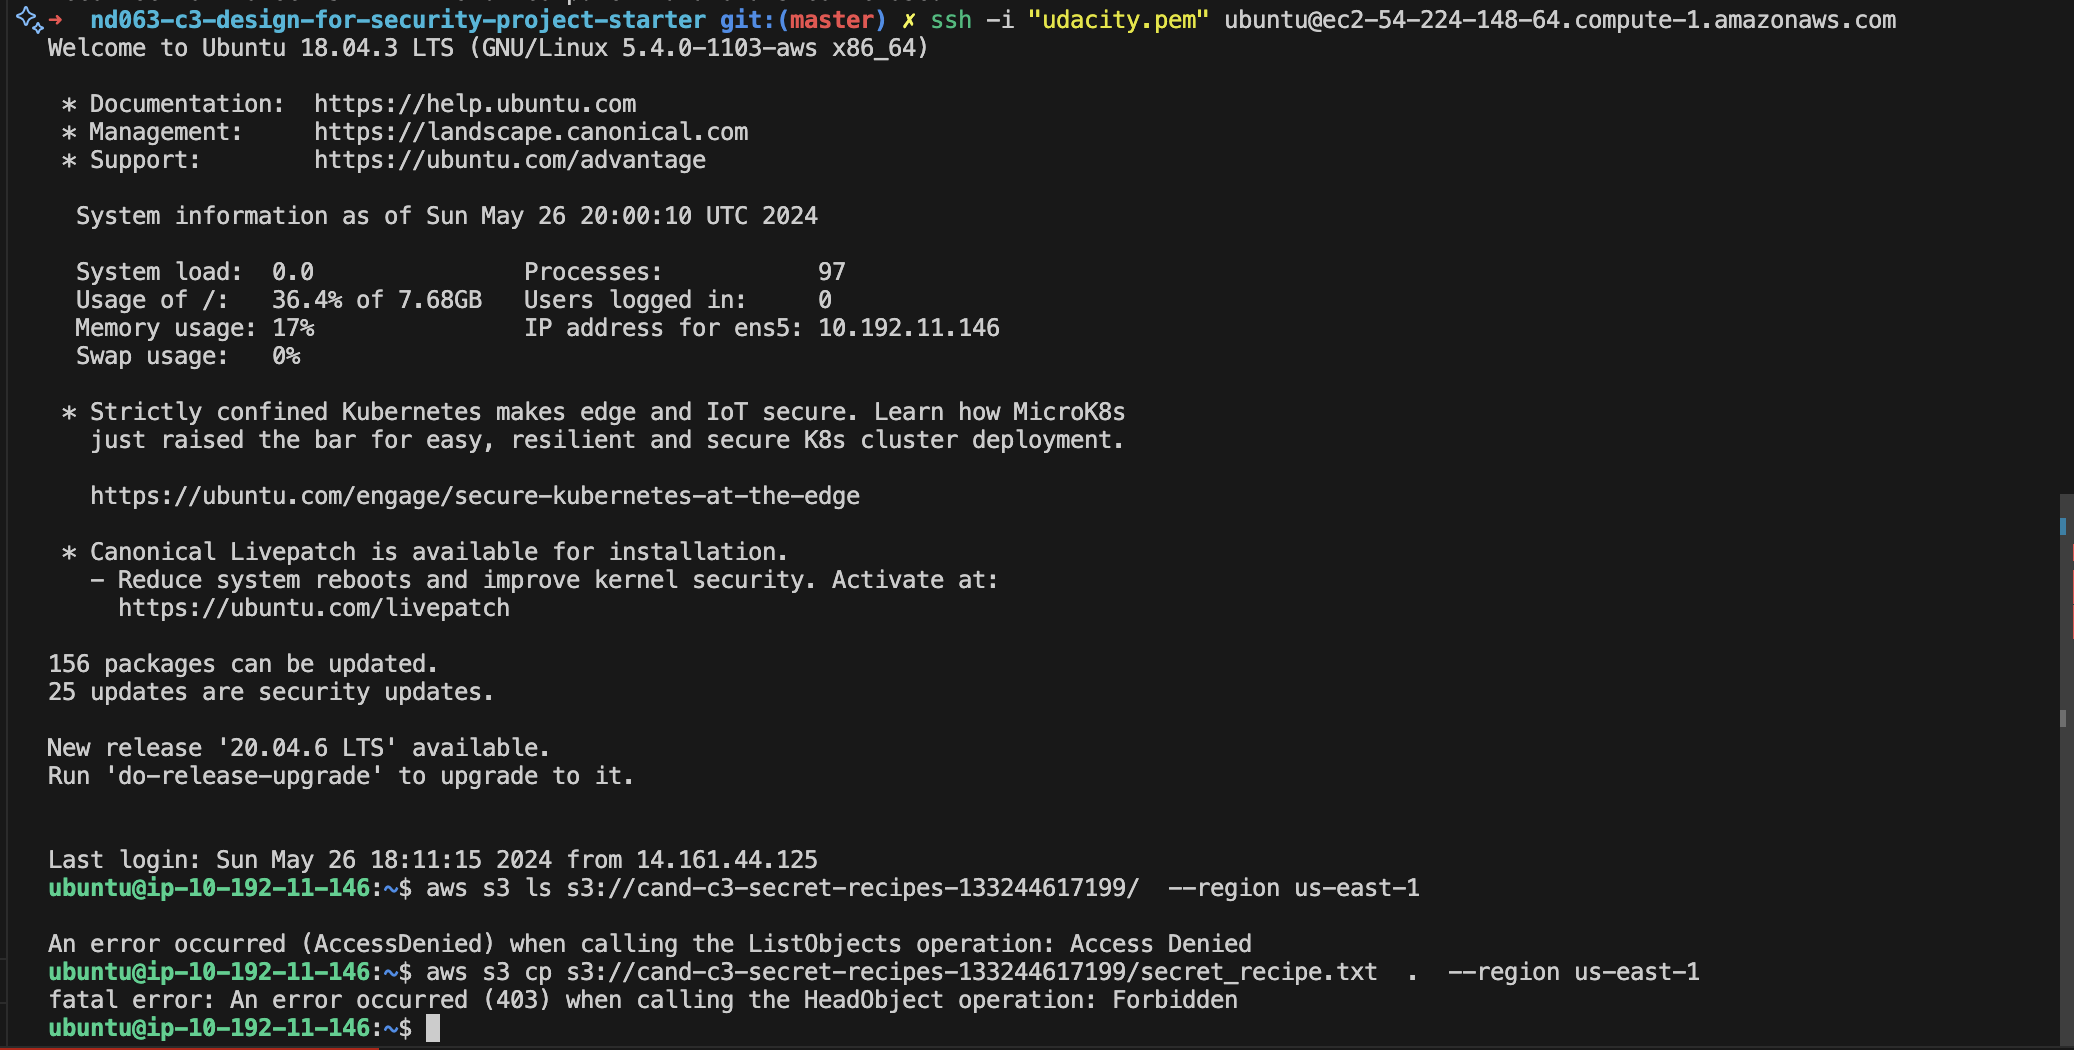 ➜  nd063-c3-design-for-security-project-starter git:(master) ✗ ssh -i "udacity.pem" ubuntu@ec2-54-224-148-64.compute-1.amazonaws.com
Welcome to Ubuntu 18.04.3 LTS (GNU/Linux 5.4.0-1103-aws x86_64)

 * Documentation:  https://help.ubuntu.com
 * Management:     https://landscape.canonical.com
 * Support:        https://ubuntu.com/advantage

  System information as of Sun May 26 20:00:10 UTC 2024

  System load:  0.0               Processes:           97
  Usage of /:   36.4% of 7.68GB   Users logged in:     0
  Memory usage: 17%               IP address for ens5: 10.192.11.146
  Swap usage:   0%

 * Strictly confined Kubernetes makes edge and IoT secure. Learn how MicroK8s
   just raised the bar for easy, resilient and secure K8s cluster deployment.

   https://ubuntu.com/engage/secure-kubernetes-at-the-edge

 * Canonical Livepatch is available for installation.
   - Reduce system reboots and improve kernel security. Activate at:
     https://ubuntu.com/livepatch

156 packages can be updated.
25 updates are security updates.

New release '20.04.6 LTS' available.
Run 'do-release-upgrade' to upgrade to it.


Last login: Sun May 26 18:11:15 2024 from 14.161.44.125
ubuntu@ip-10-192-11-146:~$ aws s3 ls s3://cand-c3-secret-recipes-133244617199/  --region us-east-1

An error occurred (AccessDenied) when calling the ListObjects operation: Access Denied
ubuntu@ip-10-192-11-146:~$ aws s3 cp s3://cand-c3-secret-recipes-133244617199/secret_recipe.txt  .  --region us-east-1
fatal error: An error occurred (403) when calling the HeadObject operation: Forbidden
ubuntu@ip-10-192-11-146:~$